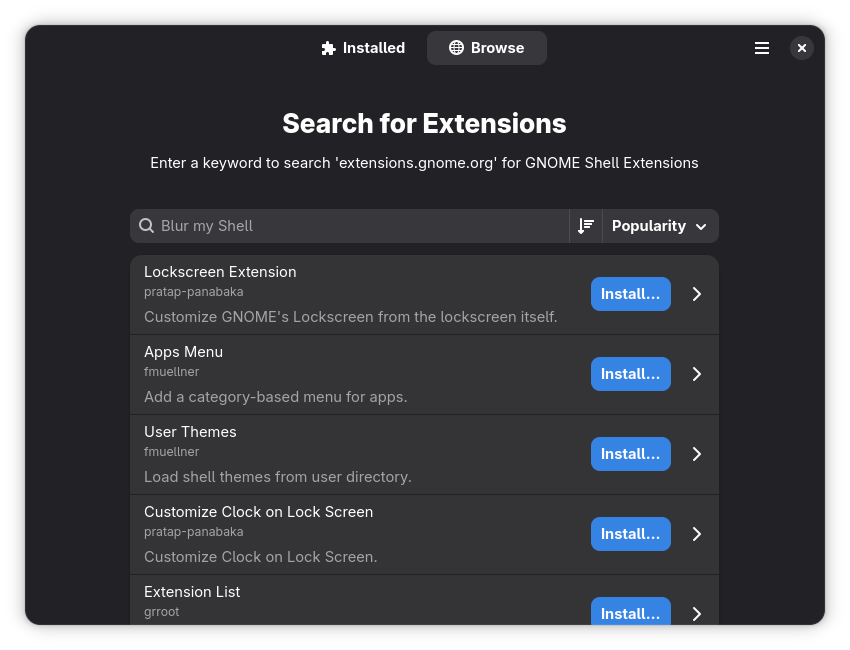 Installed
Browse
Search for Extensions
Enter a keyword to search 'extensions.gnome.org' for GNOME Shell Extensions
Blur my Shell
Popularity
Lockscreen Extension
pratap-panabaka
Customize GNOME's Lockscreen from the lockscreen itself.
Install…
Apps Menu
fmuellner
Add a category-based menu for apps.
Install…
User Themes
fmuellner
Load shell themes from user directory.
Install…
Customize Clock on Lock Screen
pratap-panabaka
Customize Clock on Lock Screen.
Install…
Extension List
grroot
Install…